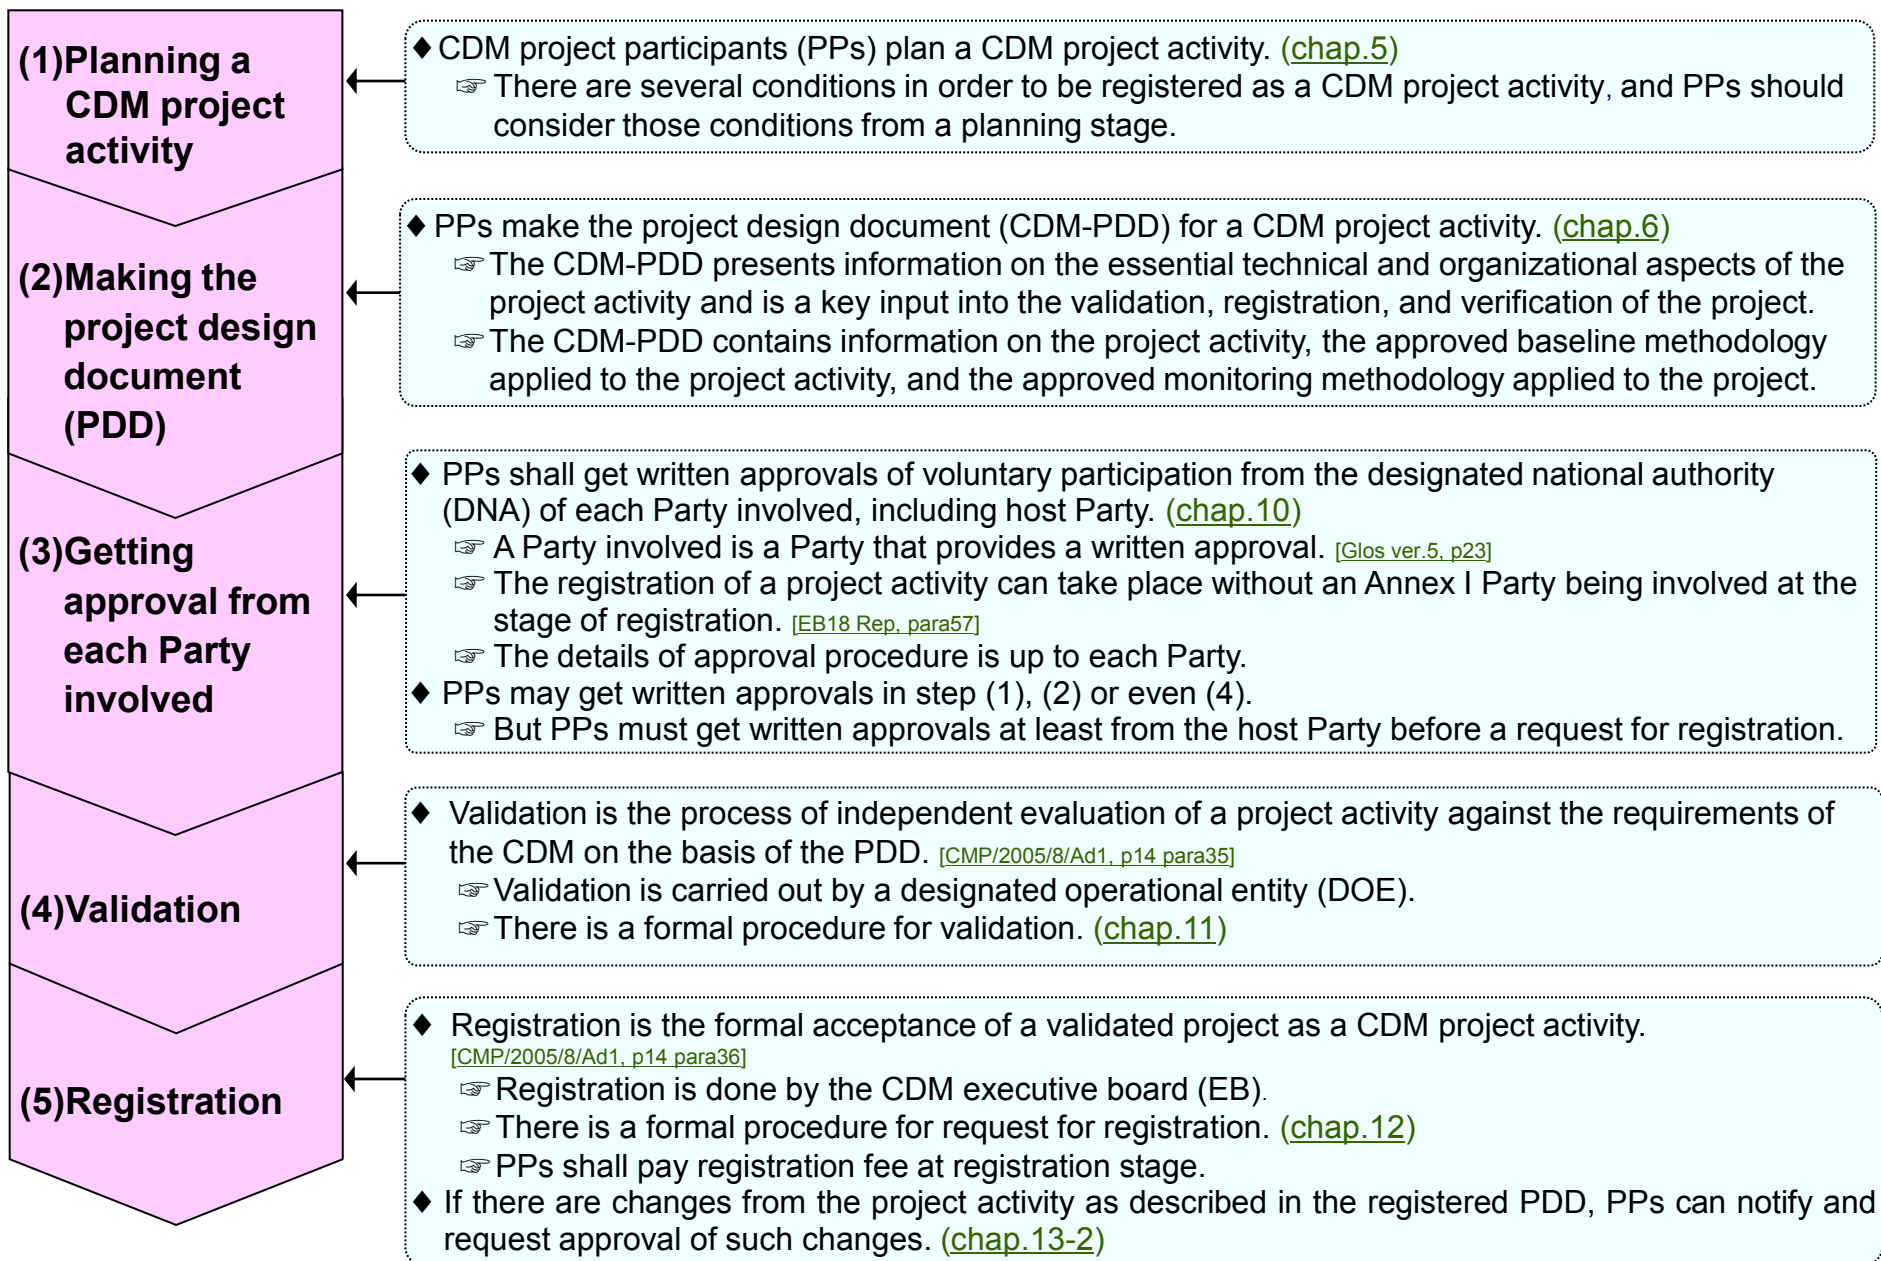 (1)Planning a
CDM project
activity
♦ CDM project participants (PPs) plan a CDM project activity. (chap.5)
☞ There are several conditions in order to be registered as a CDM project activity, and PPs should
consider those conditions from a planning stage.
(2)Making the
project design
document
(PDD)
♦ PPs make the project design document (CDM-PDD) for a CDM project activity. (chap.6)
☞ The CDM-PDD presents information on the essential technical and organizational aspects of the
project activity and is a key input into the validation, registration, and verification of the project.
☞ The CDM-PDD contains information on the project activity, the approved baseline methodology
applied to the project activity, and the approved monitoring methodology applied to the project.
(3)Getting
approval from
each Party
involved
♦ PPs shall get written approvals of voluntary participation from the designated national authority
(DNA) of each Party involved, including host Party. (chap.10)
☞ A Party involved is a Party that provides a written approval. [Glos ver.5, p23]
☞ The registration of a project activity can take place without an Annex I Party being involved at the
stage of registration. [EB18 Rep, para57]
☞ The details of approval procedure is up to each Party.
♦ PPs may get written approvals in step (1), (2) or even (4).
☞ But PPs must get written approvals at least from the host Party before a request for registration.
(4)Validation
♦ Validation is the process of independent evaluation of a project activity against the requirements of
the CDM on the basis of the PDD. [CMP/2005/8/Ad1, p14 para35]
☞ Validation is carried out by a designated operational entity (DOE).
☞ There is a formal procedure for validation. (chap.11)
(5)Registration
♦ Registration is the formal acceptance of a validated project as a CDM project activity.
[CMP/2005/8/Ad1, p14 para36]
☞ Registration is done by the CDM executive board (EB).
☞ There is a formal procedure for request for registration. (chap.12)
☞ PPs shall pay registration fee at registration stage.
♦ If there are changes from the project activity as described in the registered PDD, PPs can notify and
request approval of such changes. (chap.13-2)